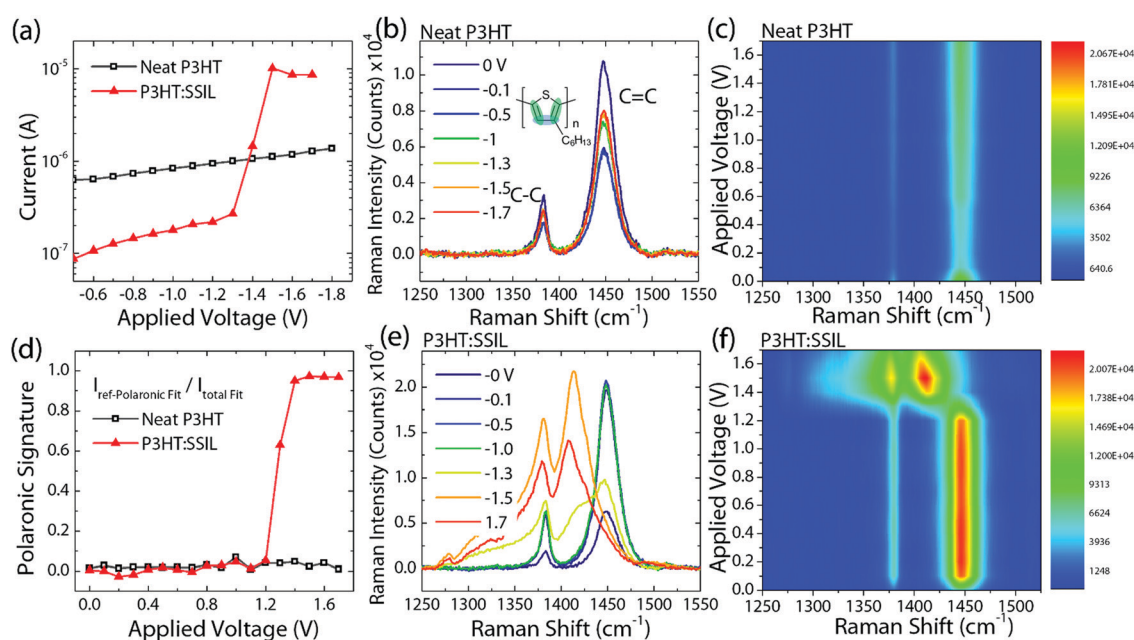 (a)
Neat P3HT
P3HT:SSIL
10^-5
10^-6
10^-7
Current (A)
-0.6 -0.8 -1.0 -1.2 -1.4 -1.6 -1.8
Applied Voltage (V)
(b) Neat P3HT
0 V
-0.1
-0.5
-1
-1.3
-1.5
-1.7
S
n
C6H13
C=C
C-C
1.0
0.8
0.6
0.4
0.2
0.0
Raman Intensity (Counts) x10^4
1250 1300 1350 1400 1450 1500 1550
Raman Shift (cm^-1)
(c) Neat P3HT
1.6
1.4
1.2
1.0
0.8
0.6
0.4
0.2
0.0
Applied Voltage (V)
1250 1300 1350 1400 1450 1500
Raman Shift (cm^-1)
2.067E+04
1.781E+04
1.495E+04
1.209E+04
9226
6364
3502
640.6
(d)
I ref-Polaronic Fit / I total Fit
Neat P3HT
P3HT:SSIL
1.0
0.8
0.6
0.4
0.2
0.0
Polaronic Signature
0.0 0.4 0.8 1.2 1.6
Applied Voltage (V)
(e) P3HT:SSIL
-0 V
-0.1
-0.5
-1.0
-1.3
-1.5
1.7
2.0
1.5
1.0
0.5
0.0
Raman Intensity (Counts) x10^4
1250 1300 1350 1400 1450 1500 1550
Raman Shift (cm^-1)
(f) P3HT:SSIL
1.6
1.4
1.2
1.0
0.8
0.6
0.4
0.2
0.0
Applied Voltage (V)
1250 1300 1350 1400 1450 1500
Raman Shift (cm^-1)
2.007E+04
1.738E+04
1.469E+04
1.200E+04
9313
6624
3936
1248